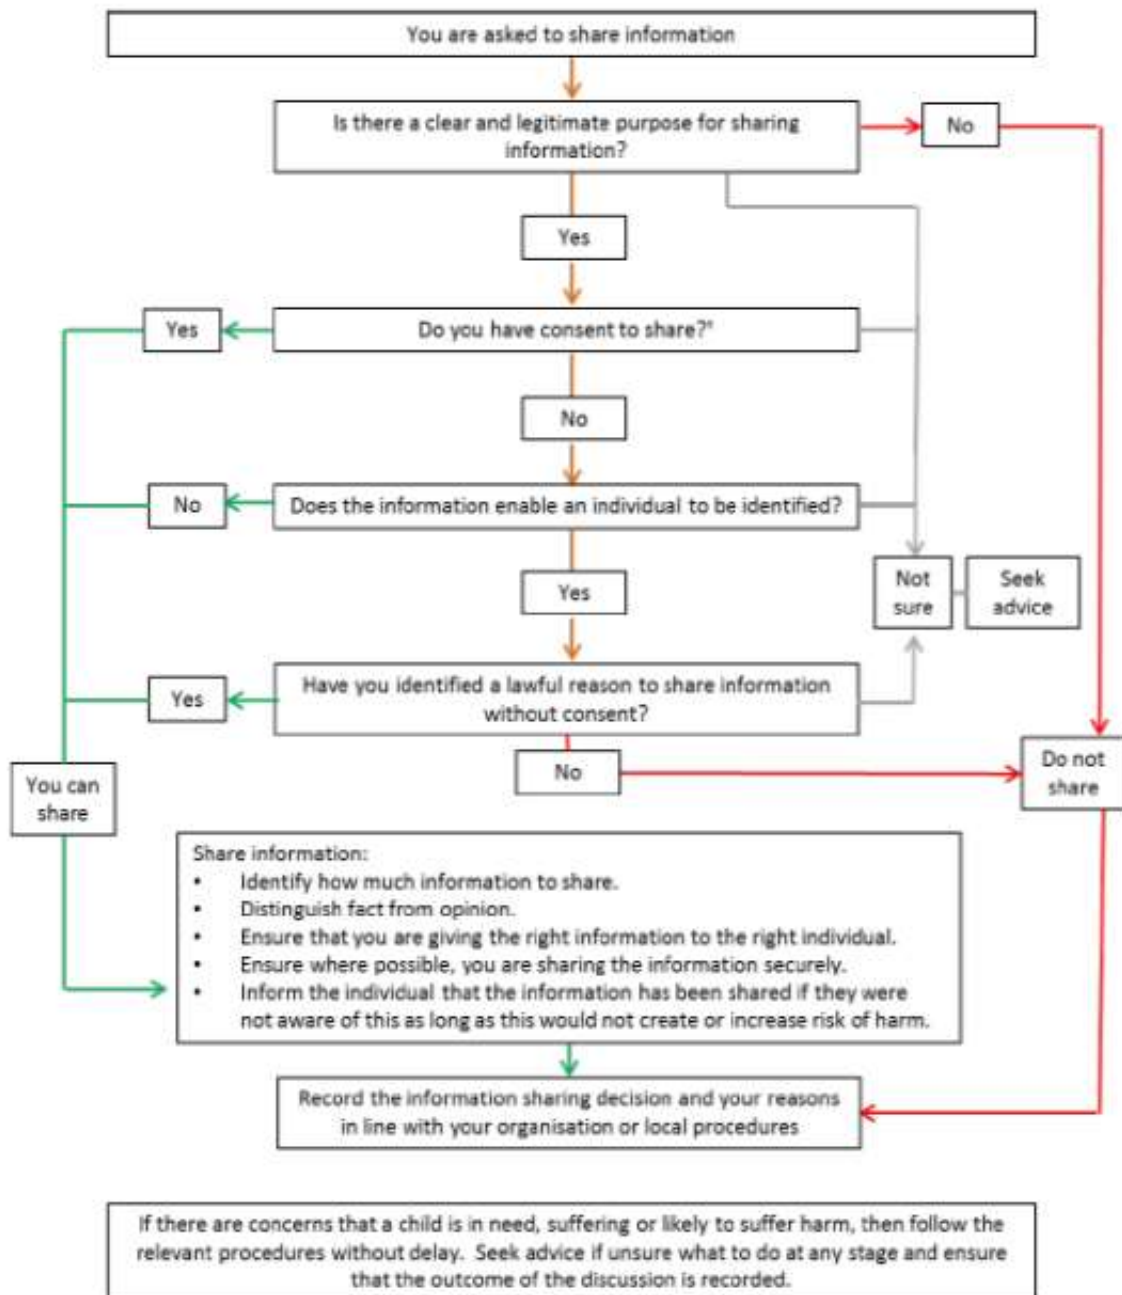 You are asked to share information
Is there a clear and legitimate purpose for sharing
information?
No
Yes
Yes
Do you have consent to share?*
No
No
Does the information enable an individual to be identified?
Yes
Not
sure
Seek
advice
Yes
Have you identified a lawful reason to share information
without consent?
No
Do not
share
You can
share
Share information:
• Identify how much information to share.
• Distinguish fact from opinion.
• Ensure that you are giving the right information to the right individual.
• Ensure where possible, you are sharing the information securely.
• Inform the individual that the information has been shared if they were
not aware of this as long as this would not create or increase risk of harm.
Record the information sharing decision and your reasons
in line with your organisation or local procedures
If there are concerns that a child is in need, suffering or likely to suffer harm, then follow the
relevant procedures without delay. Seek advice if unsure what to do at any stage and ensure
that the outcome of the discussion is recorded.